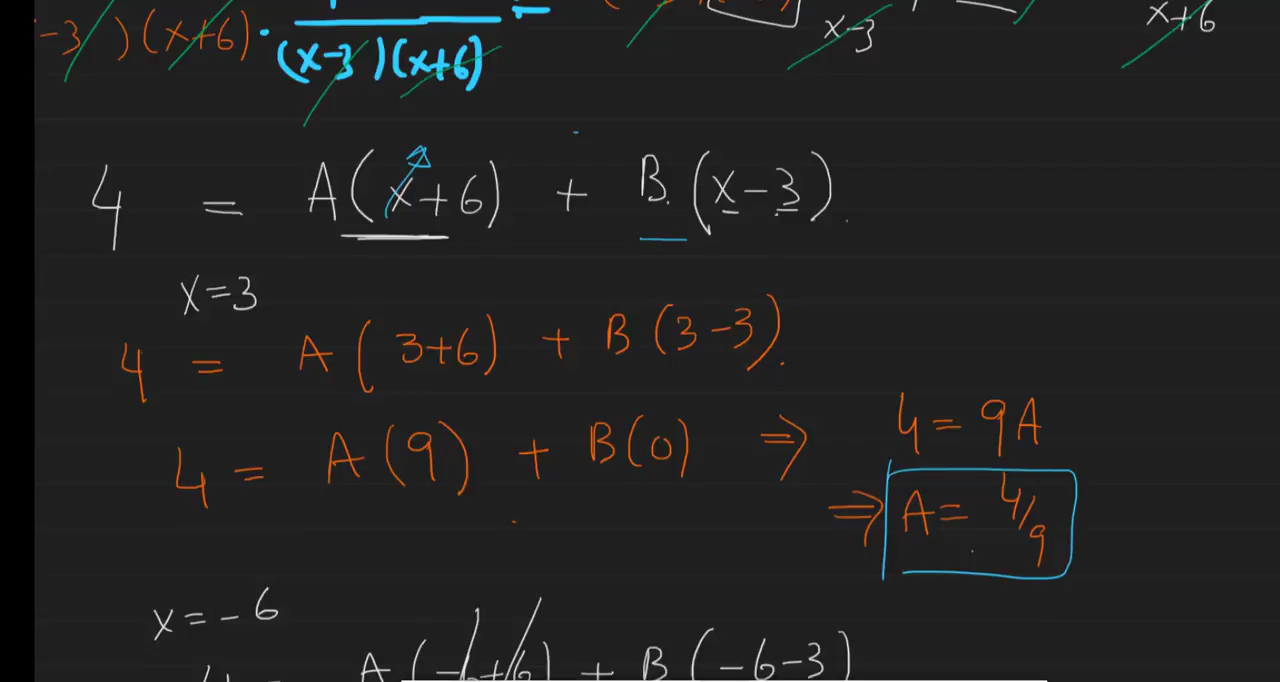 -3 )(x+6) · (x-3)(x+6) = x-3 x+6
4 = A(x+6) + B(x-3)
x=3
4 = A(3+6) + B(3-3)
4 = A(9) + B(0) ⇒ 4=9A
⇒ A= 4/9
x=-6
A(-6+6) + B(-6-3)